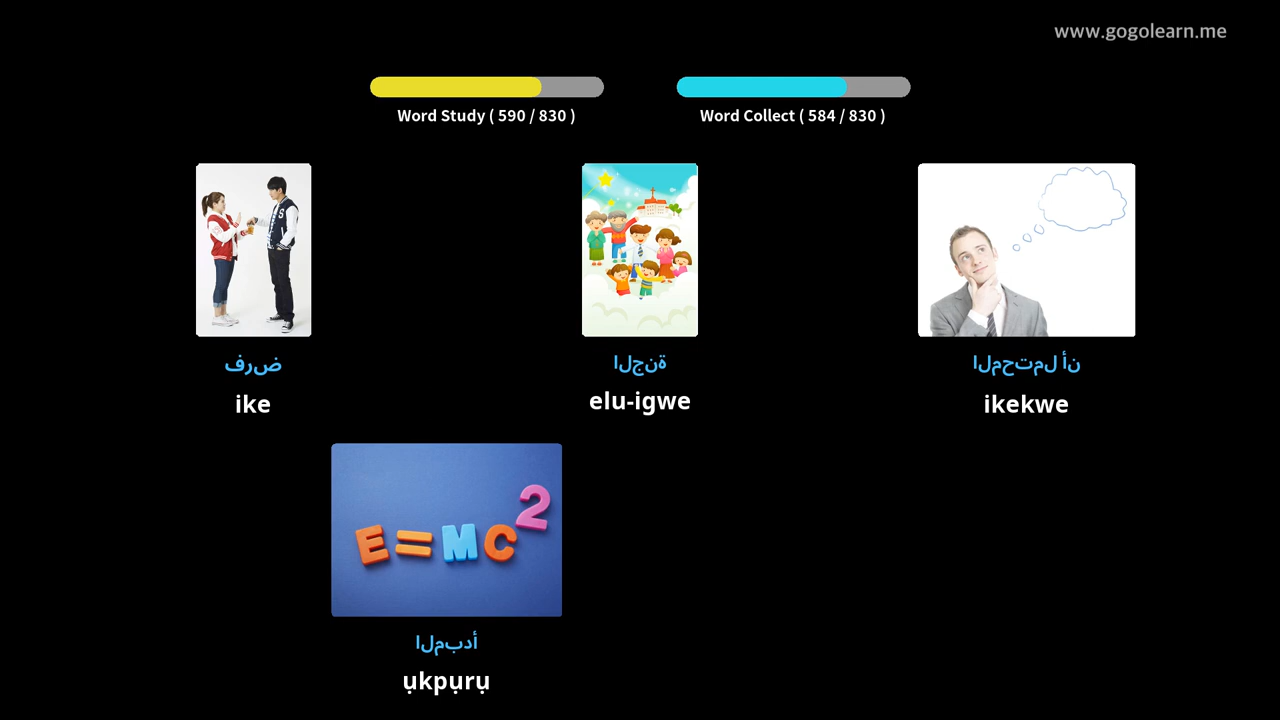 www.gogolearn.me
Word Study ( 590 / 830 )
Word Collect ( 584 / 830 )
فرض
ike
الجنة
elu-igwe
المحتمل أن
ikekwe
E=MC2
المبدأ
ụkpụrụ